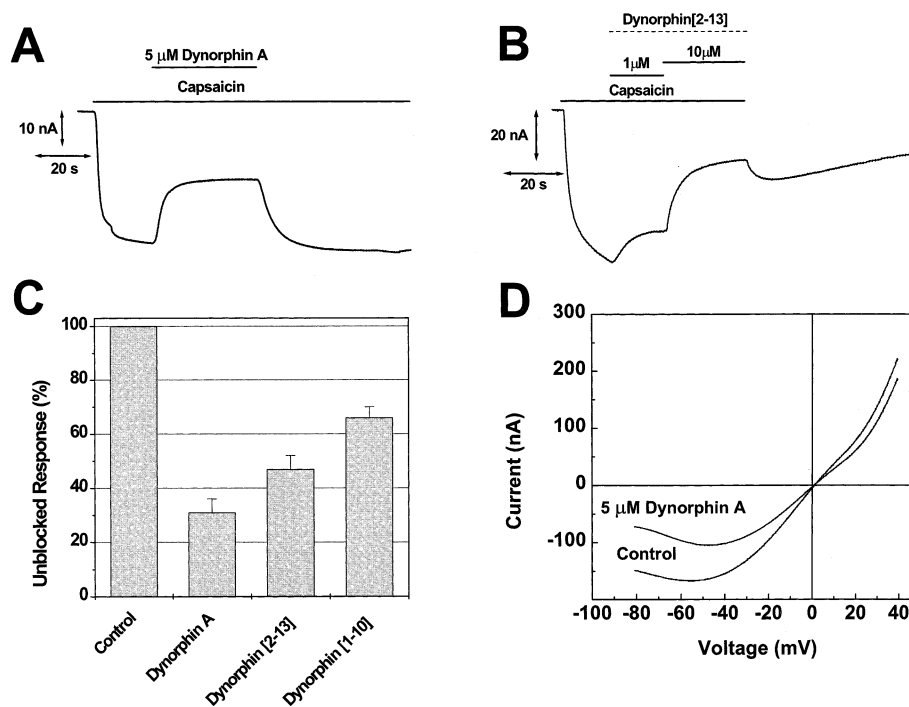 A
5 μM Dynorphin A
Capsaicin
10 nA
20 s
B
Dynorphin[2-13]
10μM
1μM
Capsaicin
20 nA
20 s
C
100
80
60
40
20
0
Unblocked Response (%)
Control
Dynorphin A
Dynorphin [2-13]
Dynorphin [1-10]
D
300
200
100
0
-100
Current (nA)
5 μM Dynorphin A
Control
-100 -80 -60 -40 -20 0 20 40
Voltage (mV)